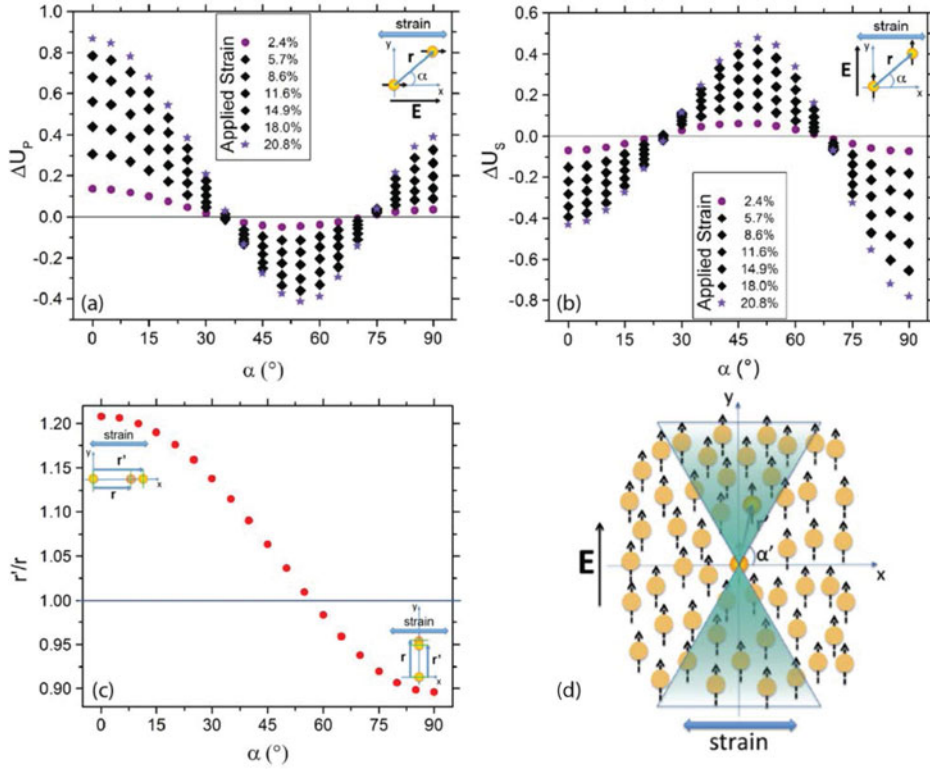 1.0
0.8
0.6
0.4
0.2
0.0
-0.2
-0.4
ΔU_P
Applied Strain
2.4%
5.7%
8.6%
11.6%
14.9%
18.0%
20.8%
strain
y
r
α
x
E
(a)
0 15 30 45 60 75 90
α (°)
0.6
0.4
0.2
0.0
-0.2
-0.4
-0.6
-0.8
ΔU_S
strain
E
y
r
α
x
Applied Strain
2.4%
5.7%
8.6%
11.6%
14.9%
18.0%
20.8%
(b)
0 15 30 45 60 75 90
α (°)
1.20
1.15
1.10
1.05
1.00
0.95
0.90
r'/r
strain
y
r'
r
x
strain
y
r
r'
x
(c)
0 15 30 45 60 75 90
α (°)
y
E
r'
α'
x
(d)
strain